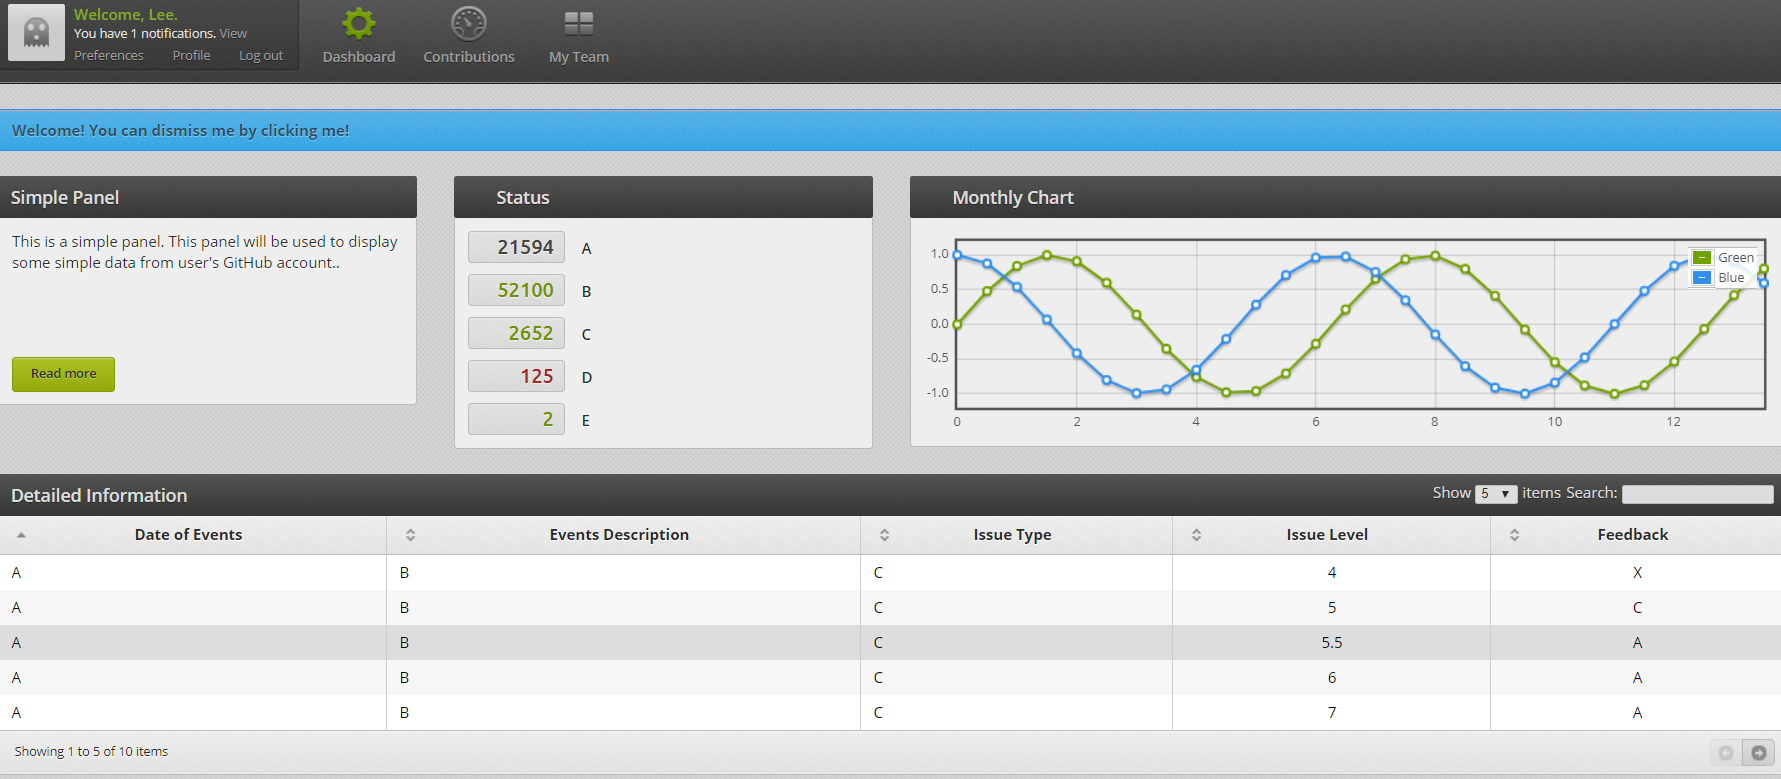 Welcome, Lee.
You have 1 notifications. View
Preferences Profile Log out
Dashboard Contributions My Team
Welcome! You can dismiss me by clicking me!
Simple Panel
This is a simple panel. This panel will be used to display
some simple data from user's GitHub account..
Read more
Status
21594 A
52100 B
2652 C
125 D
2 E
Monthly Chart
1.0
0.5
0.0
-0.5
-1.0
0 2 4 6 8 10 12
Green
Blue
Detailed Information
Show 5 items Search:
Date of Events Events Description Issue Type Issue Level Feedback
A B C 4 X
A B C 5 C
A B C 5.5 A
A B C 6 A
A B C 7 A
Showing 1 to 5 of 10 items